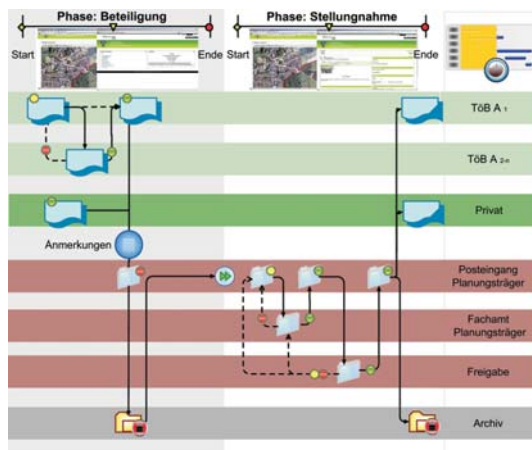 Phase: Beteiligung
Phase: Stellungnahme
Start
Ende
Start
Ende
TöB A 1
TöB A 2-n
Privat
Anmerkungen
Posteingang
Planungsträger
Fachamt
Planungsträger
Freigabe
Archiv